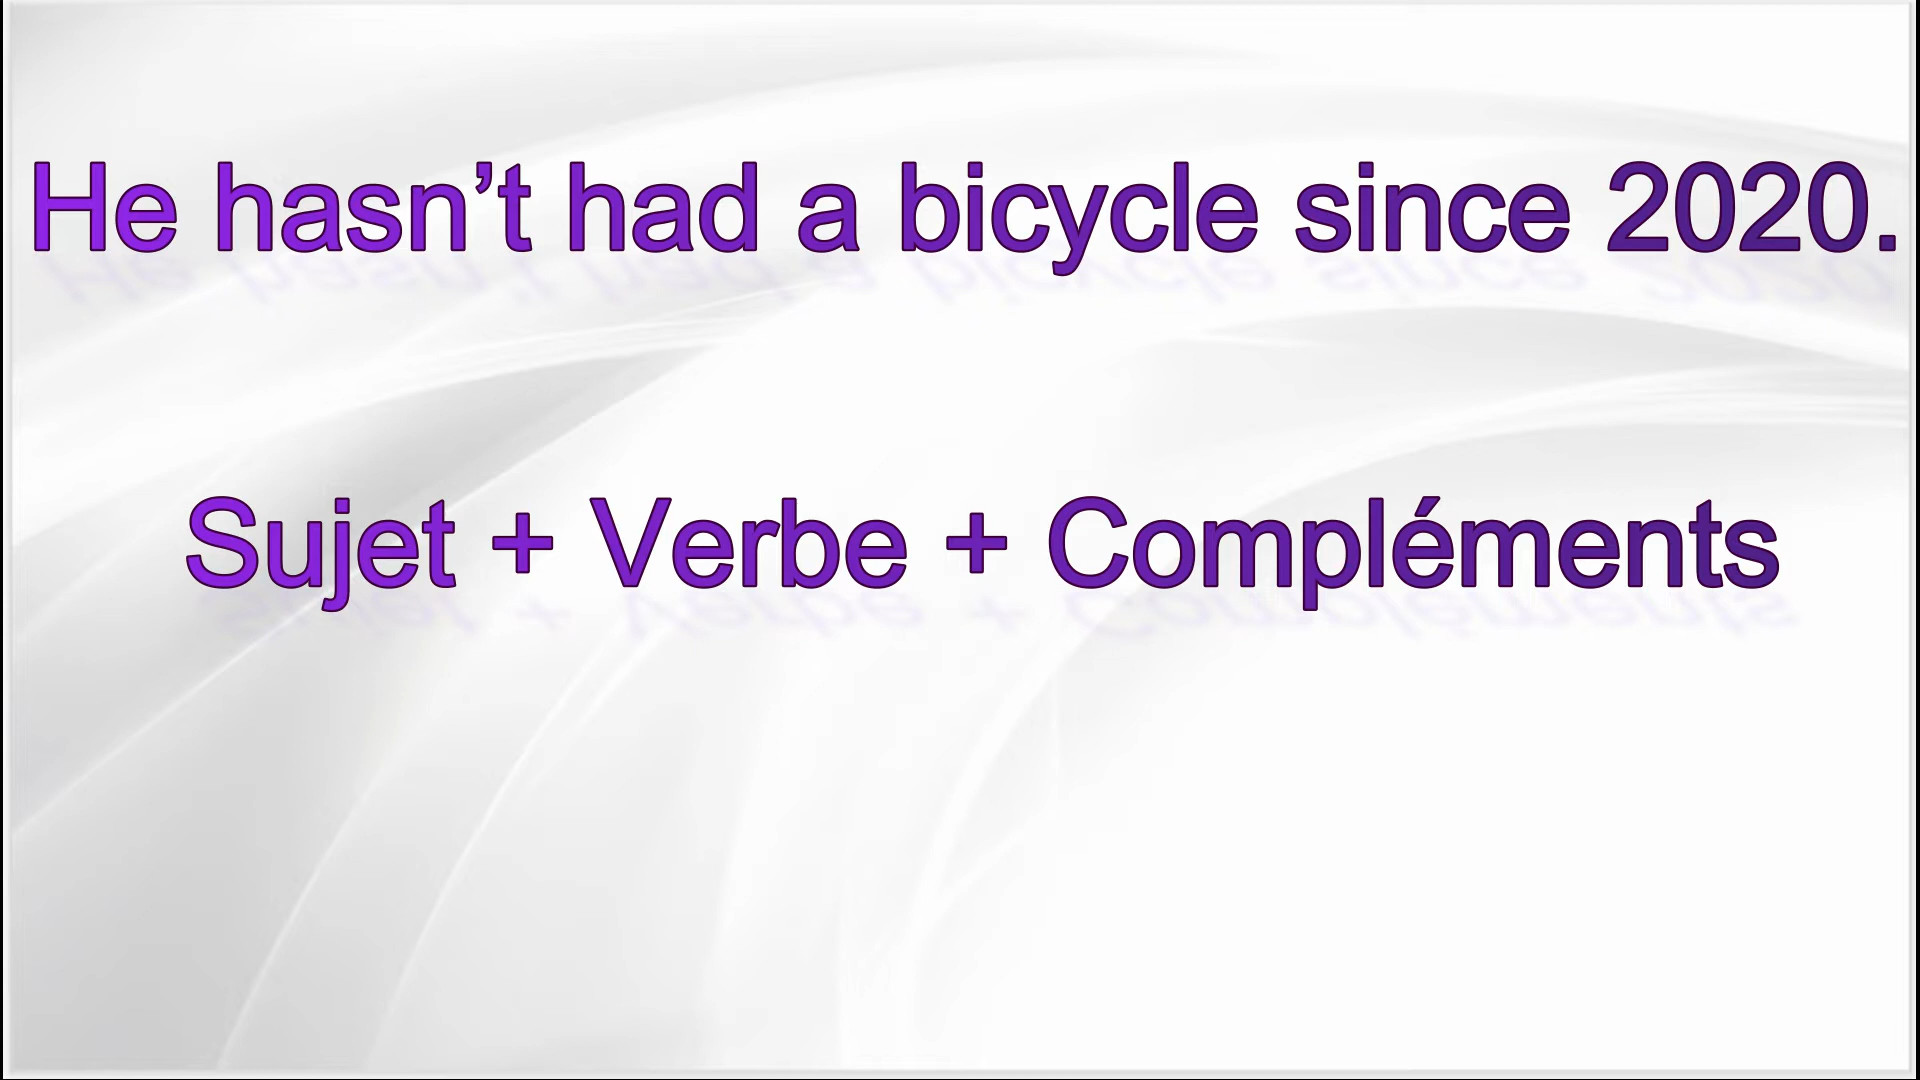 He hasn’t had a bicycle since 2020.
Sujet + Verbe + Compléments